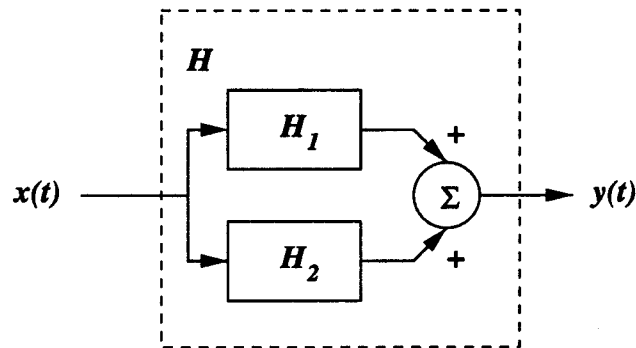 H
H1
+
x(t)
Σ
y(t)
H2
+